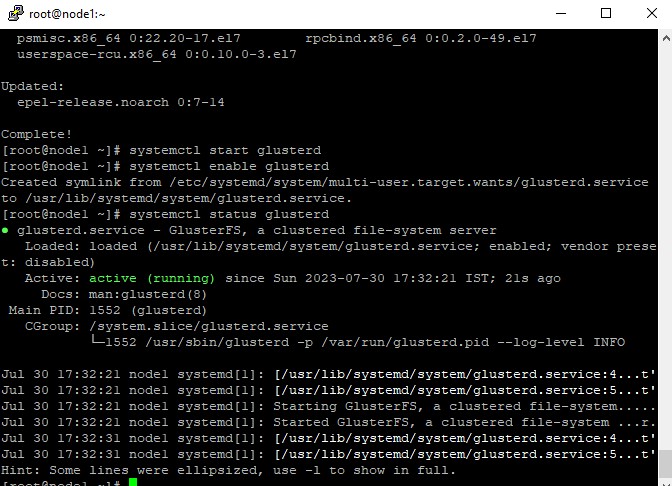 root@node1:~
psmisc.x86_64 0:22.20-17.el7 rpcbind.x86_64 0:0.2.0-49.el7
userspace-rcu.x86_64 0:0.10.0-3.el7
Updated:
epel-release.noarch 0:7-14
Complete!
[root@node1 ~]# systemctl start glusterd
[root@node1 ~]# systemctl enable glusterd
Created symlink from /etc/systemd/system/multi-user.target.wants/glusterd.service
to /usr/lib/systemd/system/glusterd.service.
[root@node1 ~]# systemctl status glusterd
● glusterd.service - GlusterFS, a clustered file-system server
Loaded: loaded (/usr/lib/systemd/system/glusterd.service; enabled; vendor prese
t: disabled)
Active: active (running) since Sun 2023-07-30 17:32:21 IST; 21s ago
Docs: man:glusterd(8)
Main PID: 1552 (glusterd)
CGroup: /system.slice/glusterd.service
└─1552 /usr/sbin/glusterd -p /var/run/glusterd.pid --log-level INFO
Jul 30 17:32:21 node1 systemd[1]: [/usr/lib/systemd/system/glusterd.service:4...t'
Jul 30 17:32:21 node1 systemd[1]: [/usr/lib/systemd/system/glusterd.service:5...t'
Jul 30 17:32:21 node1 systemd[1]: Starting GlusterFS, a clustered file-system.....
Jul 30 17:32:21 node1 systemd[1]: Started GlusterFS, a clustered file-system ...r.
Jul 30 17:32:31 node1 systemd[1]: [/usr/lib/systemd/system/glusterd.service:4...t'
Jul 30 17:32:31 node1 systemd[1]: [/usr/lib/systemd/system/glusterd.service:5...t'
Hint: Some lines were ellipsized, use -l to show in full.
[root@node1 ~]#